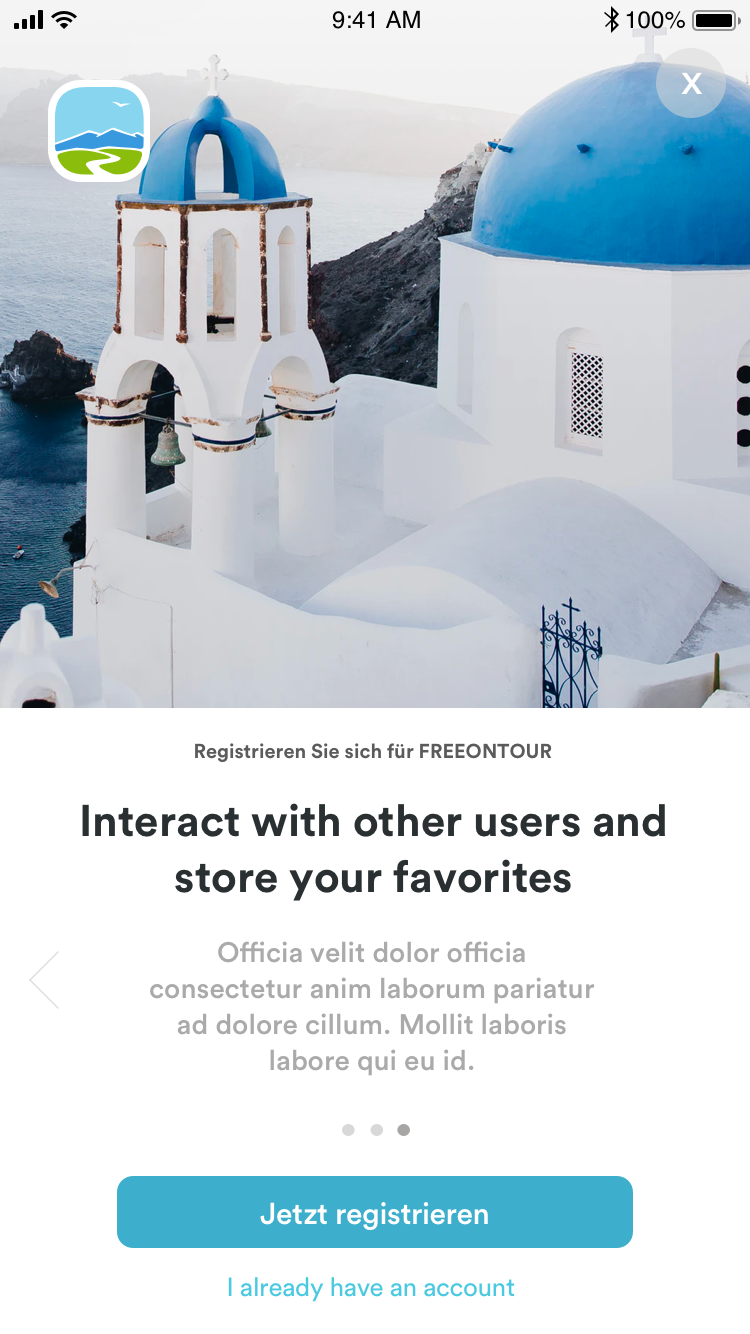 9:41 AM
100%
X
Registrieren Sie sich für FREEONTOUR
Interact with other users and
store your favorites
Officia velit dolor officia
consectetur anim laborum pariatur
ad dolore cillum. Mollit laboris
labore qui eu id.
Jetzt registrieren
I already have an account